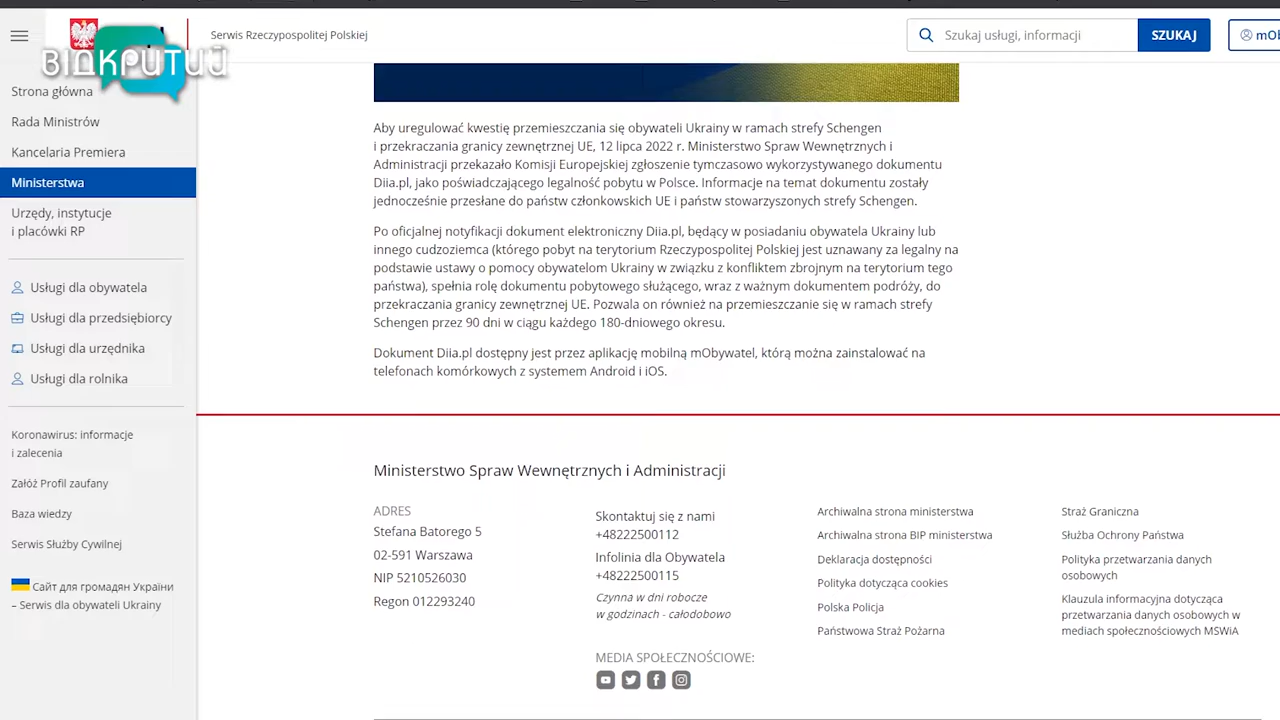 ВІДКРИТИЙ
Serwis Rzeczypospolitej Polskiej
Szukaj usługi, informacji
SZUKAJ
Strona główna
Rada Ministrów
Kancelaria Premiera
Ministerstwa
Urzędy, instytucje
i placówki RP
Usługi dla obywatela
Usługi dla przedsiębiorcy
Usługi dla urzędnika
Usługi dla rolnika
Koronawirus: informacje
i zalecenia
Załóż Profil zaufany
Baza wiedzy
Serwis Służby Cywilnej
Сайт для громадян України
– Serwis dla obywateli Ukrainy
Aby uregulować kwestię przemieszczania się obywateli Ukrainy w ramach strefy Schengen
i przekraczania granicy zewnętrznej UE, 12 lipca 2022 r. Ministerstwo Spraw Wewnętrznych i
Administracji przekazało Komisji Europejskiej zgłoszenie tymczasowo wykorzystywanego dokumentu
Diia.pl, jako poświadczającego legalność pobytu w Polsce. Informacje na temat dokumentu zostały
jednocześnie przesłane do państw członkowskich UE i państw stowarzyszonych strefy Schengen.
Po oficjalnej notyfikacji dokument elektroniczny Diia.pl, będący w posiadaniu obywatela Ukrainy lub
innego cudzoziemca (którego pobyt na terytorium Rzeczypospolitej Polskiej jest uznawany za legalny na
podstawie ustawy o pomocy obywatelom Ukrainy w związku z konfliktem zbrojnym na terytorium tego
państwa), spełnia rolę dokumentu pobytowego służącego, wraz z ważnym dokumentem podróży, do
przekraczania granicy zewnętrznej UE. Pozwala on również na przemieszczanie się w ramach strefy
Schengen przez 90 dni w ciągu każdego 180-dniowego okresu.
Dokument Diia.pl dostępny jest przez aplikację mobilną mObywatel, którą można zainstalować na
telefonach komórkowych z systemem Android i iOS.
Ministerstwo Spraw Wewnętrznych i Administracji
ADRES
Stefana Batorego 5
02-591 Warszawa
NIP 5210526030
Regon 012293240
Skontaktuj się z nami
+48222500112
Infolinia dla Obywatela
+48222500115
Czynna w dni robocze
w godzinach - całodobowo
MEDIA SPOŁECZNOŚCIOWE:
Archiwalna strona ministerstwa
Archiwalna strona BIP ministerstwa
Deklaracja dostępności
Polityka dotycząca cookies
Polska Policja
Państwowa Straż Pożarna
Straż Graniczna
Służba Ochrony Państwa
Polityka przetwarzania danych
osobowych
Klauzula informacyjna dotycząca
przetwarzania danych osobowych w
mediach społecznościowych MSWiA